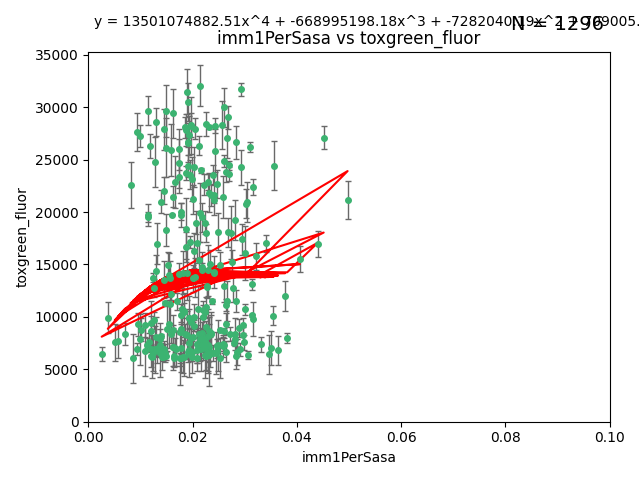 y = 13501074882.51x^4 + -668995198.18x^3 + -7282040
N = 1296
imm1PerSasa vs toxgreen_fluor
35000
30000
25000
20000
15000
10000
5000
0
toxgreen_fluor
0.00 0.02 0.04 0.06 0.08 0.10
imm1PerSasa